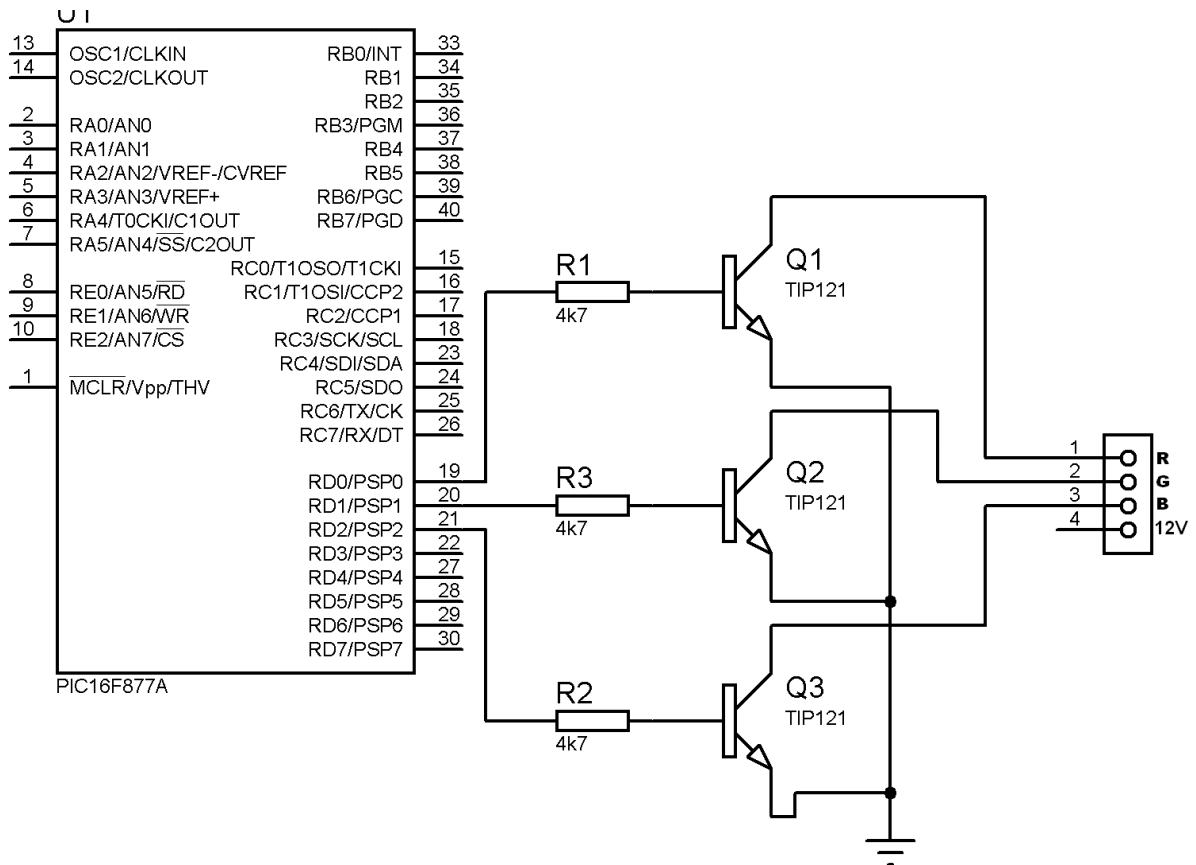 U1
13
OSC1/CLKIN
14
OSC2/CLKOUT
2
RA0/AN0
3
RA1/AN1
4
RA2/AN2/VREF-/CVREF
5
RA3/AN3/VREF+
6
RA4/T0CKI/C1OUT
7
RA5/AN4/SS/C2OUT
8
RE0/AN5/RD
9
RE1/AN6/WR
10
RE2/AN7/CS
1
MCLR/Vpp/THV
RB0/INT
33
RB1
34
RB2
35
RB3/PGM
36
RB4
37
RB5
38
RB6/PGC
39
RB7/PGD
40
RC0/T1OSO/T1CKI
15
RC1/T1OSI/CCP2
16
RC2/CCP1
17
RC3/SCK/SCL
18
RC4/SDI/SDA
23
RC5/SDO
24
RC6/TX/CK
25
RC7/RX/DT
26
RD0/PSP0
19
RD1/PSP1
20
RD2/PSP2
21
RD3/PSP3
22
RD4/PSP4
27
RD5/PSP5
28
RD6/PSP6
29
RD7/PSP7
30
PIC16F877A
R1
4k7
Q1
TIP121
R3
4k7
Q2
TIP121
R2
4k7
Q3
TIP121
1
R
2
G
3
B
4
12V